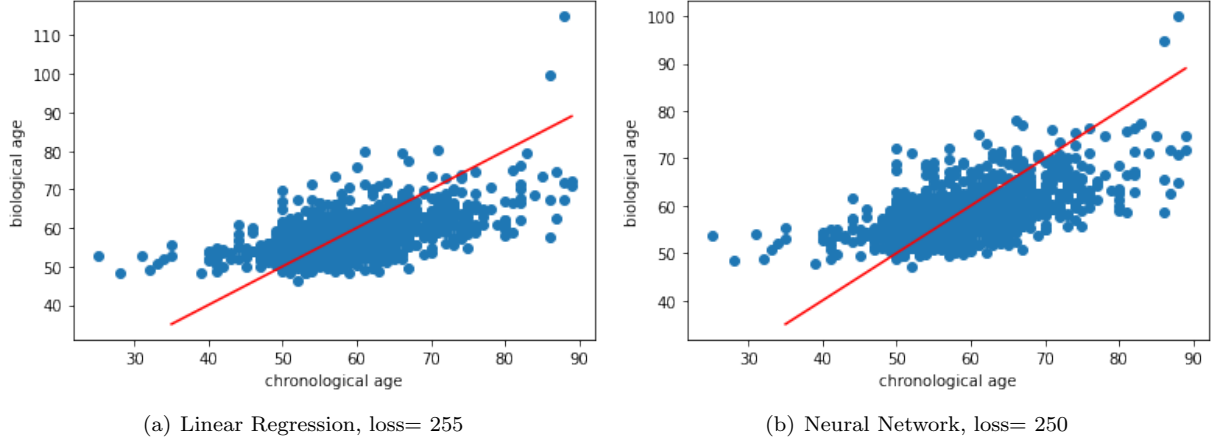 110
100
90
80
70
60
50
40
biological age
30 40 50 60 70 80 90
chronological age
(a) Linear Regression, loss= 255
100
90
80
70
60
50
40
biological age
30 40 50 60 70 80 90
chronological age
(b) Neural Network, loss= 250